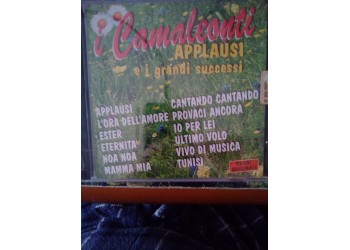 i Camaleonti
APPLAUSI
e i grandi successi
APPLAUSI
L'ORA DELL'AMORE
ESTER
ETERNITA'
NOA NOA
MAMMA MIA
CANTANDO CANTANDO
PROVACI ANCORA
IO PER LEI
ULTIMO VOLO
VIVO DI MUSICA
TUNISI